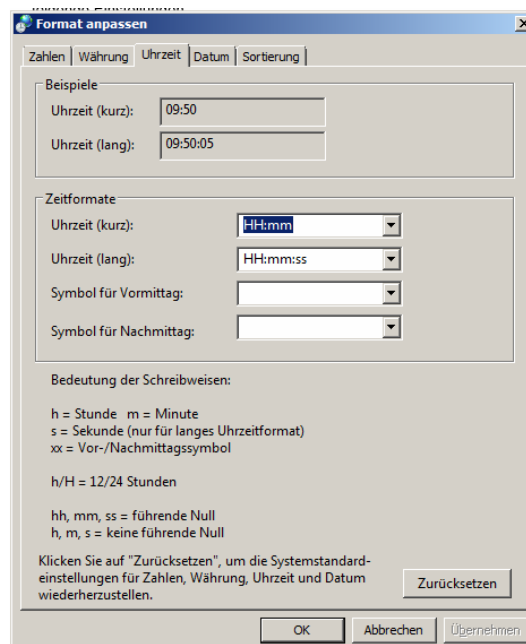 Format anpassen
Zahlen Währung Uhrzeit Datum Sortierung
Beispiele
Uhrzeit (kurz): 09:50
Uhrzeit (lang): 09:50:05
Zeitformate
Uhrzeit (kurz): HH:mm
Uhrzeit (lang): HH:mm:ss
Symbol für Vormittag:
Symbol für Nachmittag:
Bedeutung der Schreibweisen:
h = Stunde m = Minute
s = Sekunde (nur für langes Uhrzeitformat)
xx = Vor-/Nachmittagssymbol
h/H = 12/24 Stunden
hh, mm, ss = führende Null
h, m, s = keine führende Null
Klicken Sie auf "Zurücksetzen", um die Systemstandard-
einstellungen für Zahlen, Währung, Uhrzeit und Datum
wiederherzustellen.
Zurücksetzen
OK Abbrechen Übernehmen